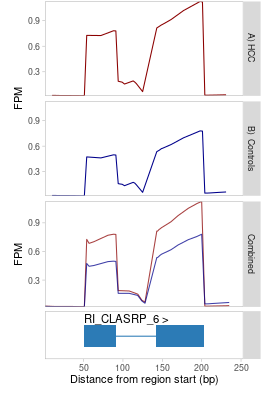 0.9
0.6
0.3
A) HCC
FPM
0.9
0.6
0.3
B) Controls
0.9
0.6
0.3
Combined
FPM
RI_CLASRP_6 >
50
100
150
200
250
Distance from region start (bp)